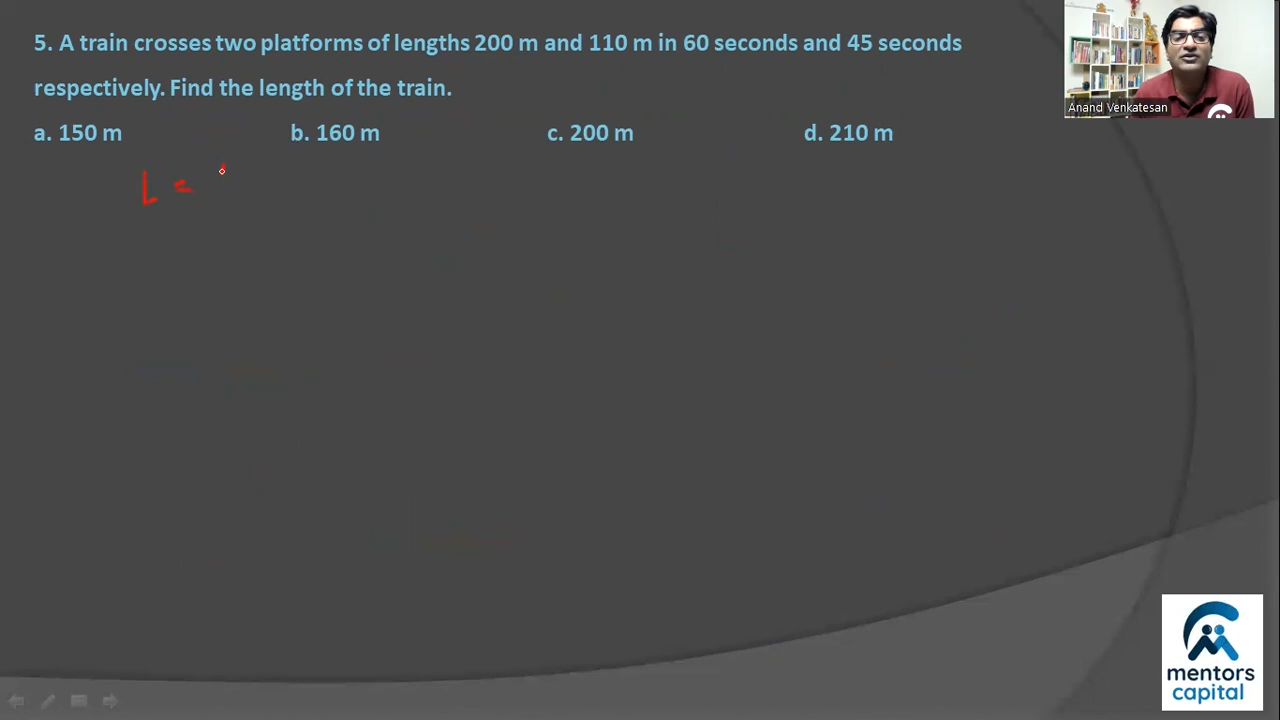 5. A train crosses two platforms of lengths 200 m and 110 m in 60 seconds and 45 seconds
respectively. Find the length of the train.
a. 150 m b. 160 m c. 200 m d. 210 m
Anand Venkatesan
L =
mentors
capital